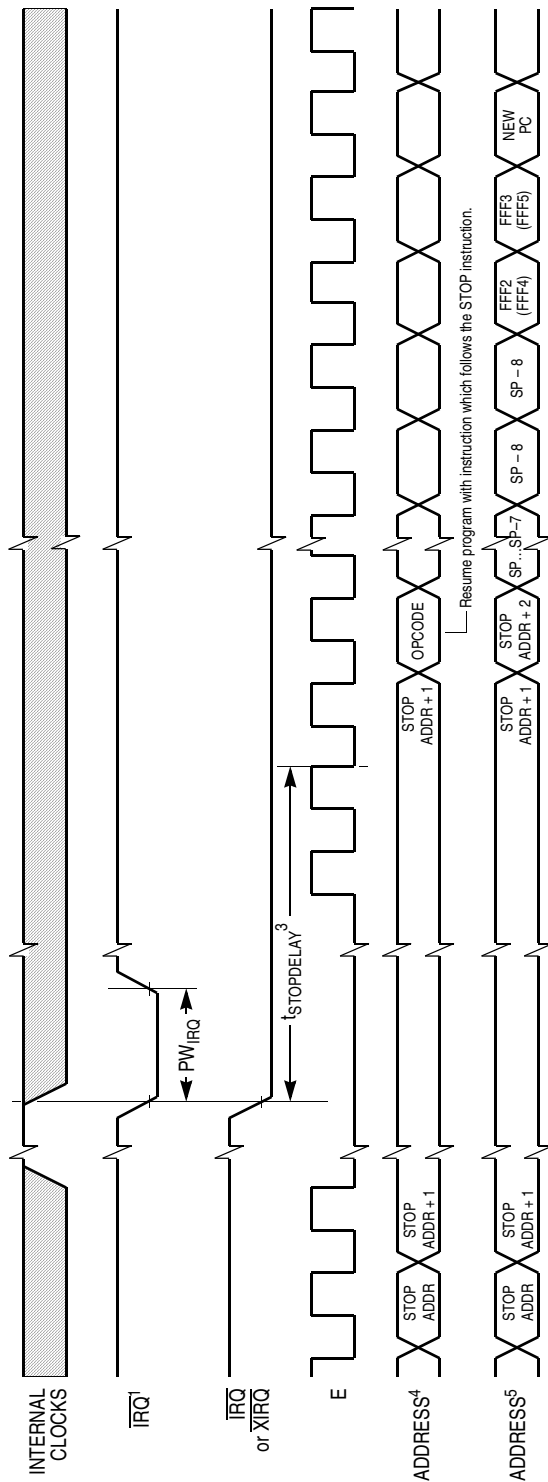 INTERNAL
CLOCKS
IRQ1
PWIRQ
IRQ
or XIRQ
tSTOPDELAY3
E
ADDRESS4
STOP
ADDR
STOP
ADDR + 1
STOP
ADDR + 1
OPCODE
Resume program with instruction which follows the STOP instruction.
ADDRESS5
STOP
ADDR
STOP
ADDR + 1
STOP
ADDR + 1
STOP
ADDR + 2
SP…SP–7
SP – 8
SP – 8
FFF2
(FFF4)
FFF3
(FFF5)
NEW
PC